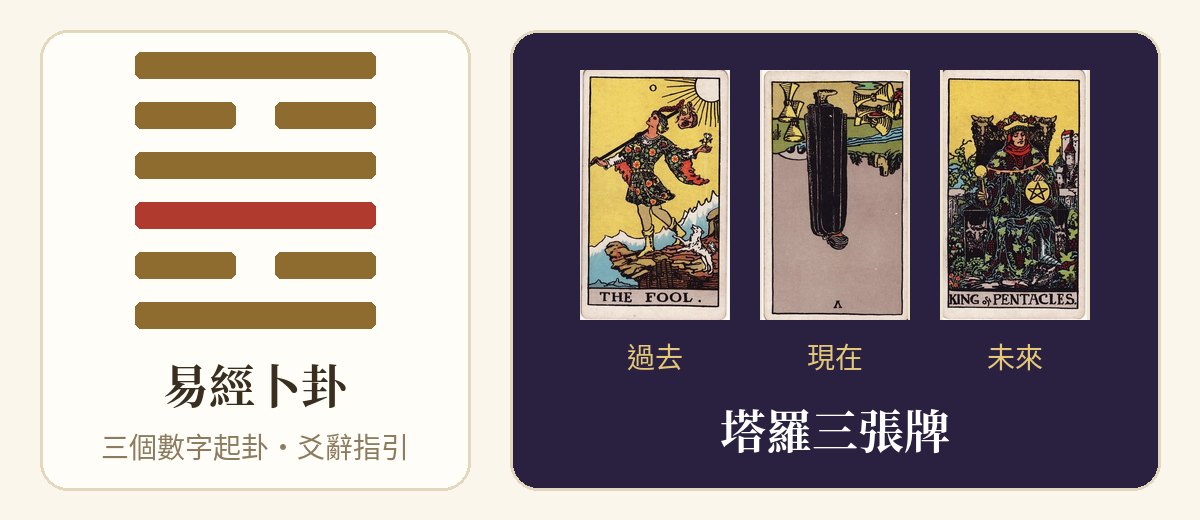 易經卜卦
三個數字起卦・爻辭指引
THE FOOL.
V
KING of PENTACLES.
過去
現在
未來
塔羅三張牌